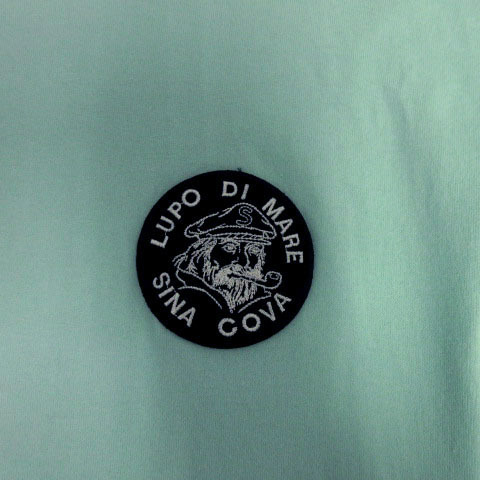 LUPO DI MARE
S
SINA COVA